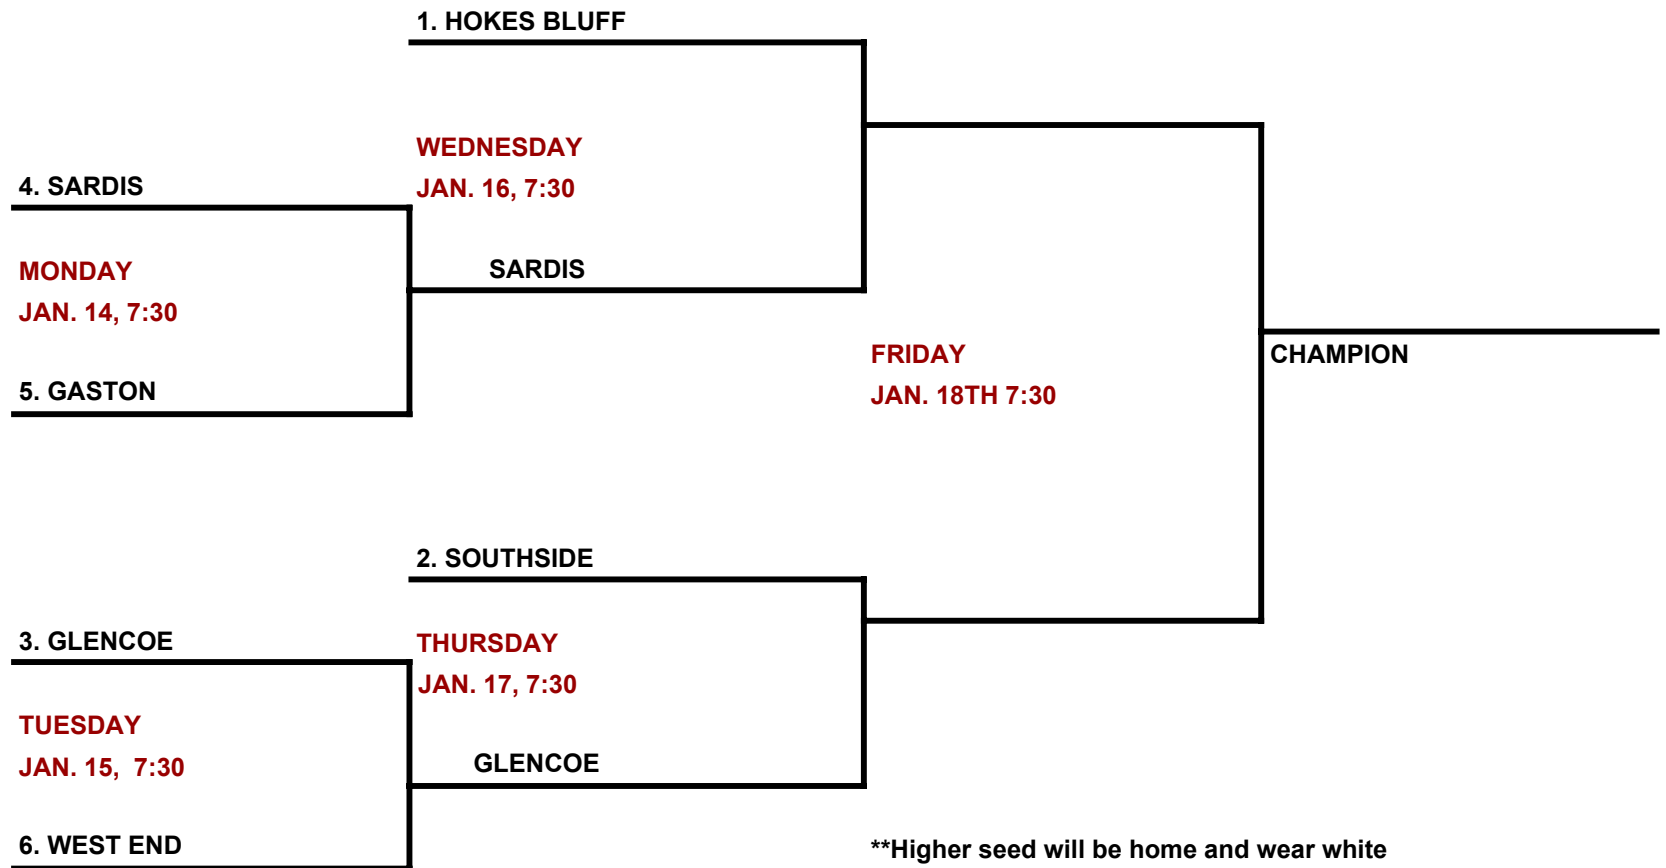 1. HOKES BLUFF
WEDNESDAY
JAN. 16, 7:30
4. SARDIS
SARDIS
MONDAY
JAN. 14, 7:30
5. GASTON
FRIDAY
JAN. 18TH 7:30
CHAMPION
2. SOUTHSIDE
3. GLENCOE
THURSDAY
JAN. 17, 7:30
TUESDAY
JAN. 15, 7:30
GLENCOE
6. WEST END
**Higher seed will be home and wear white